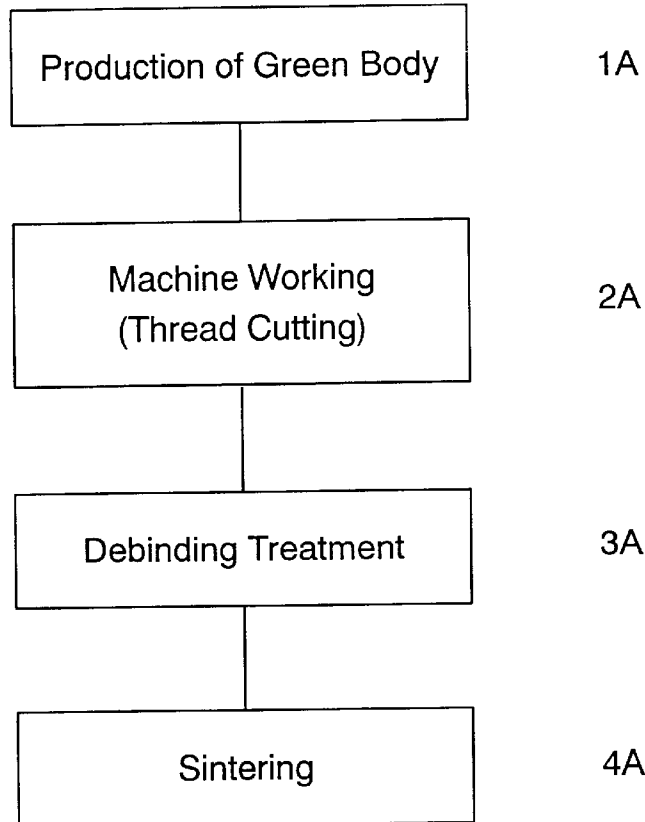 Production of Green Body 1A
Machine Working
(Thread Cutting) 2A
Debinding Treatment 3A
Sintering 4A